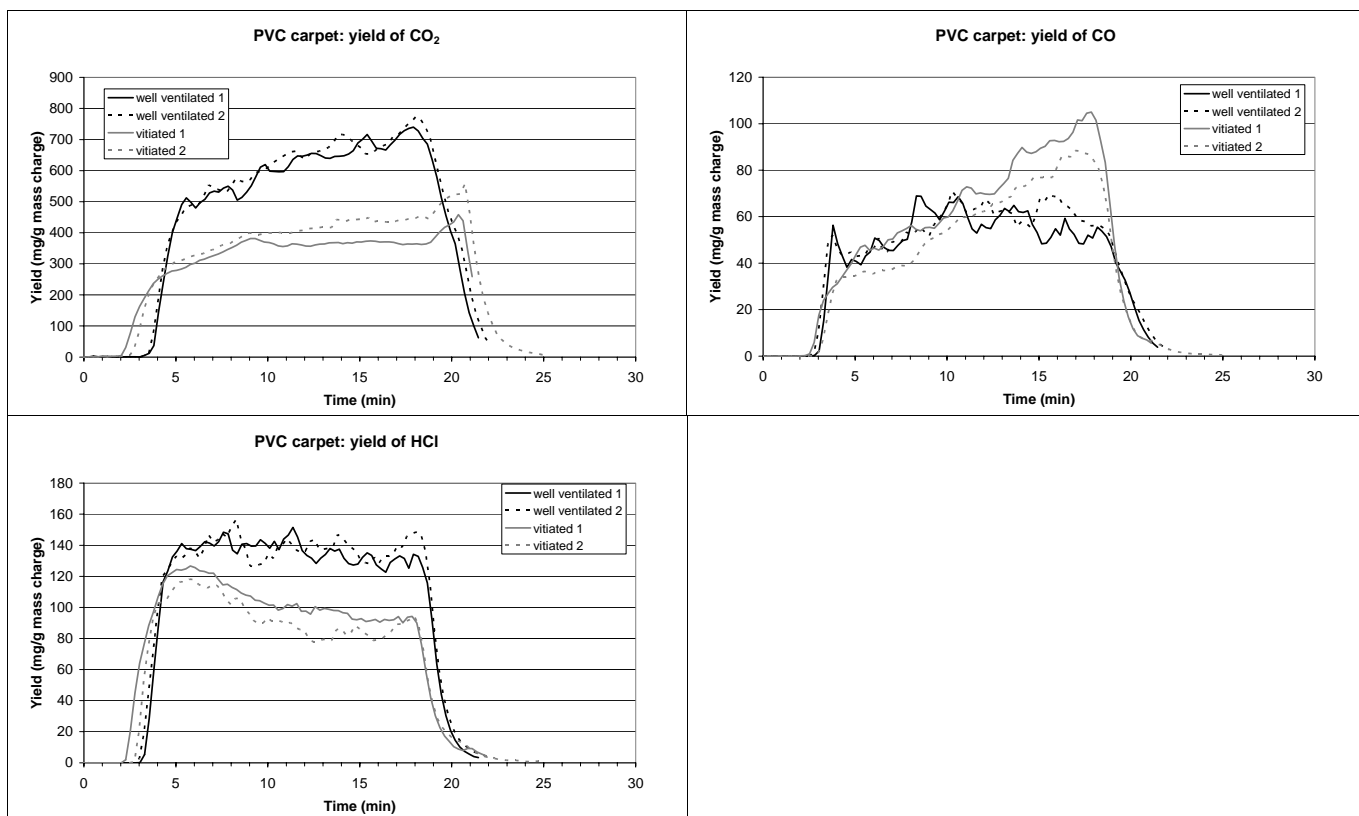 PVC carpet: yield of CO₂
Yield (mg/g mass charge)
900
800
700
600
500
400
300
200
100
0
well ventilated 1
well ventilated 2
vitiated 1
vitiated 2
0 5 10 15 20 25 30
Time (min)
PVC carpet: yield of CO
Yield (mg/g mass charge)
120
100
80
60
40
20
0
well ventilated 1
well ventilated 2
vitiated 1
vitiated 2
0 5 10 15 20 25 30
Time (min)
PVC carpet: yield of HCl
Yield (mg/g mass charge)
180
160
140
120
100
80
60
40
20
0
well ventilated 1
well ventilated 2
vitiated 1
vitiated 2
0 5 10 15 20 25 30
Time (min)